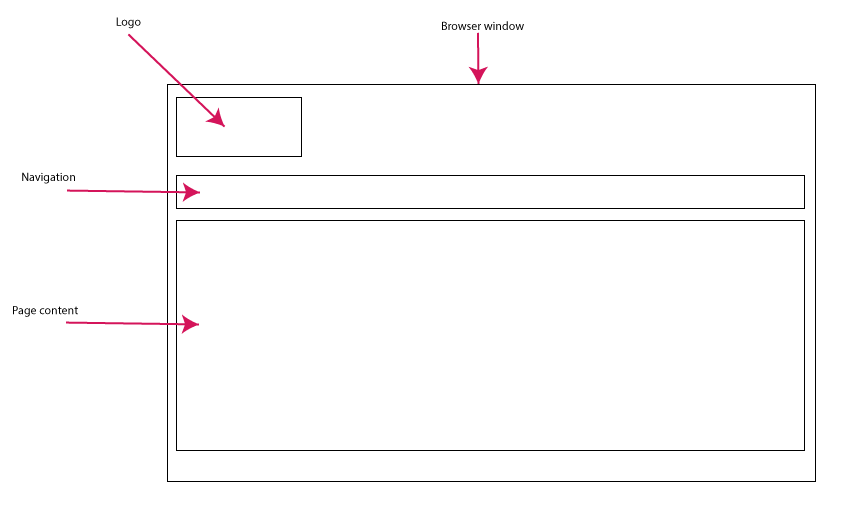 Logo
Browser window
Navigation
Page content